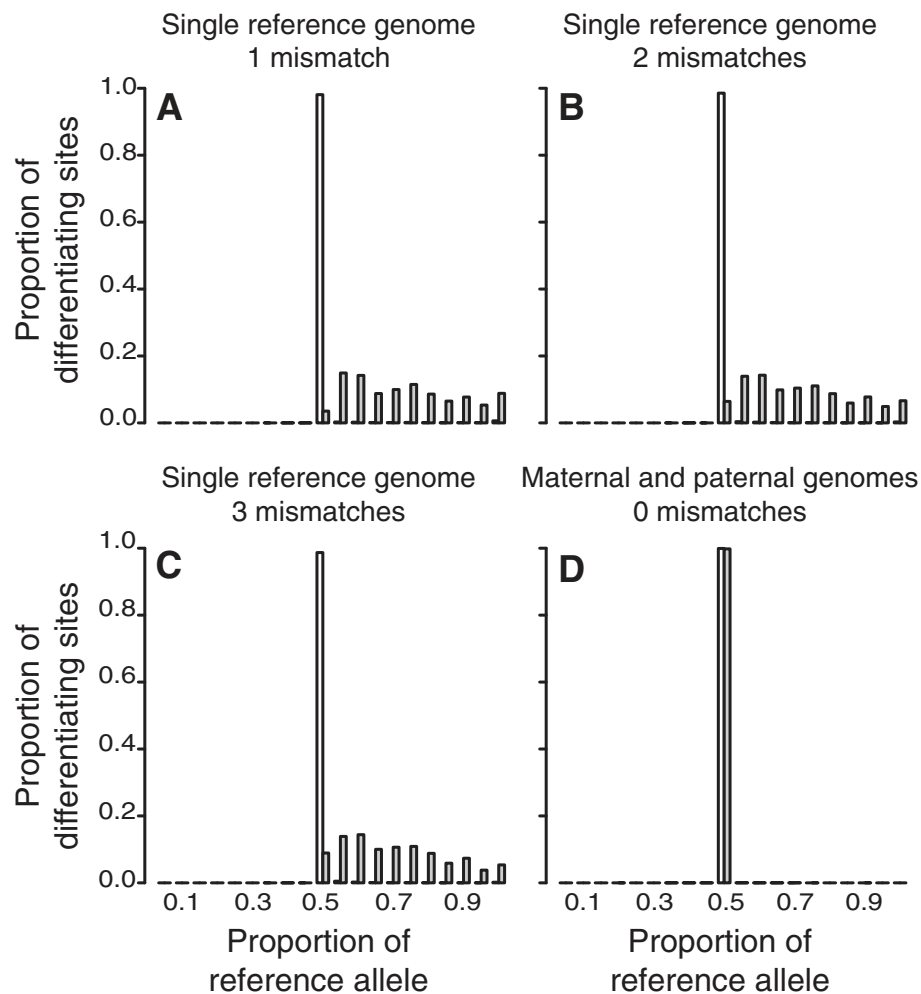 Single reference genome
1 mismatch
Single reference genome
2 mismatches
A
B
1.0
0.8
0.6
0.4
0.2
0.0
Proportion of
differentiating sites
Single reference genome
3 mismatches
Maternal and paternal genomes
0 mismatches
C
D
1.0
0.8
0.6
0.4
0.2
0.0
Proportion of
differentiating sites
0.1 0.3 0.5 0.7 0.9
0.1 0.3 0.5 0.7 0.9
Proportion of
reference allele
Proportion of
reference allele